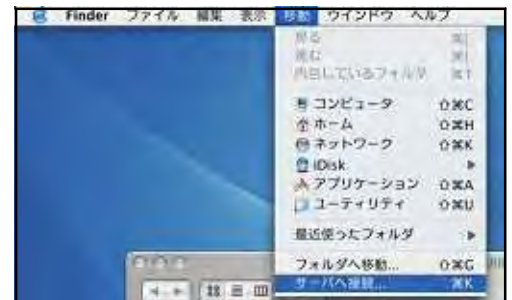 Finder ファイル 編集 表示 移動 ウインドウ ヘルプ
戻る ⌘[
進む ⌘]
内包しているフォルダ ⌘↑
コンピュータ ⇧⌘C
ホーム ⇧⌘H
ネットワーク ⇧⌘K
iDisk
アプリケーション ⇧⌘A
ユーティリティ ⇧⌘U
最近使ったフォルダ
フォルダへ移動... ⇧⌘G
サーバへ接続... ⌘K